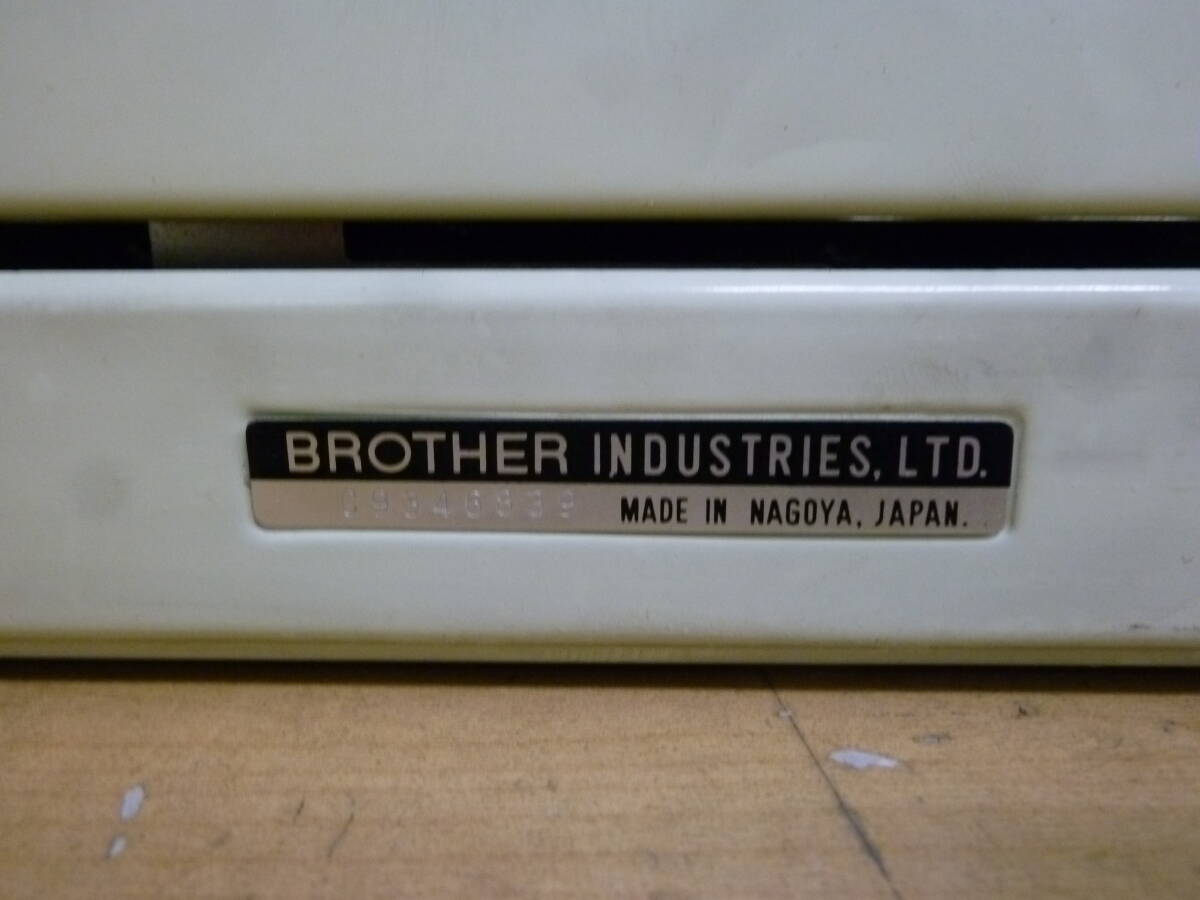 BROTHER INDUSTRIES, LTD.
MADE IN NAGOYA, JAPAN.